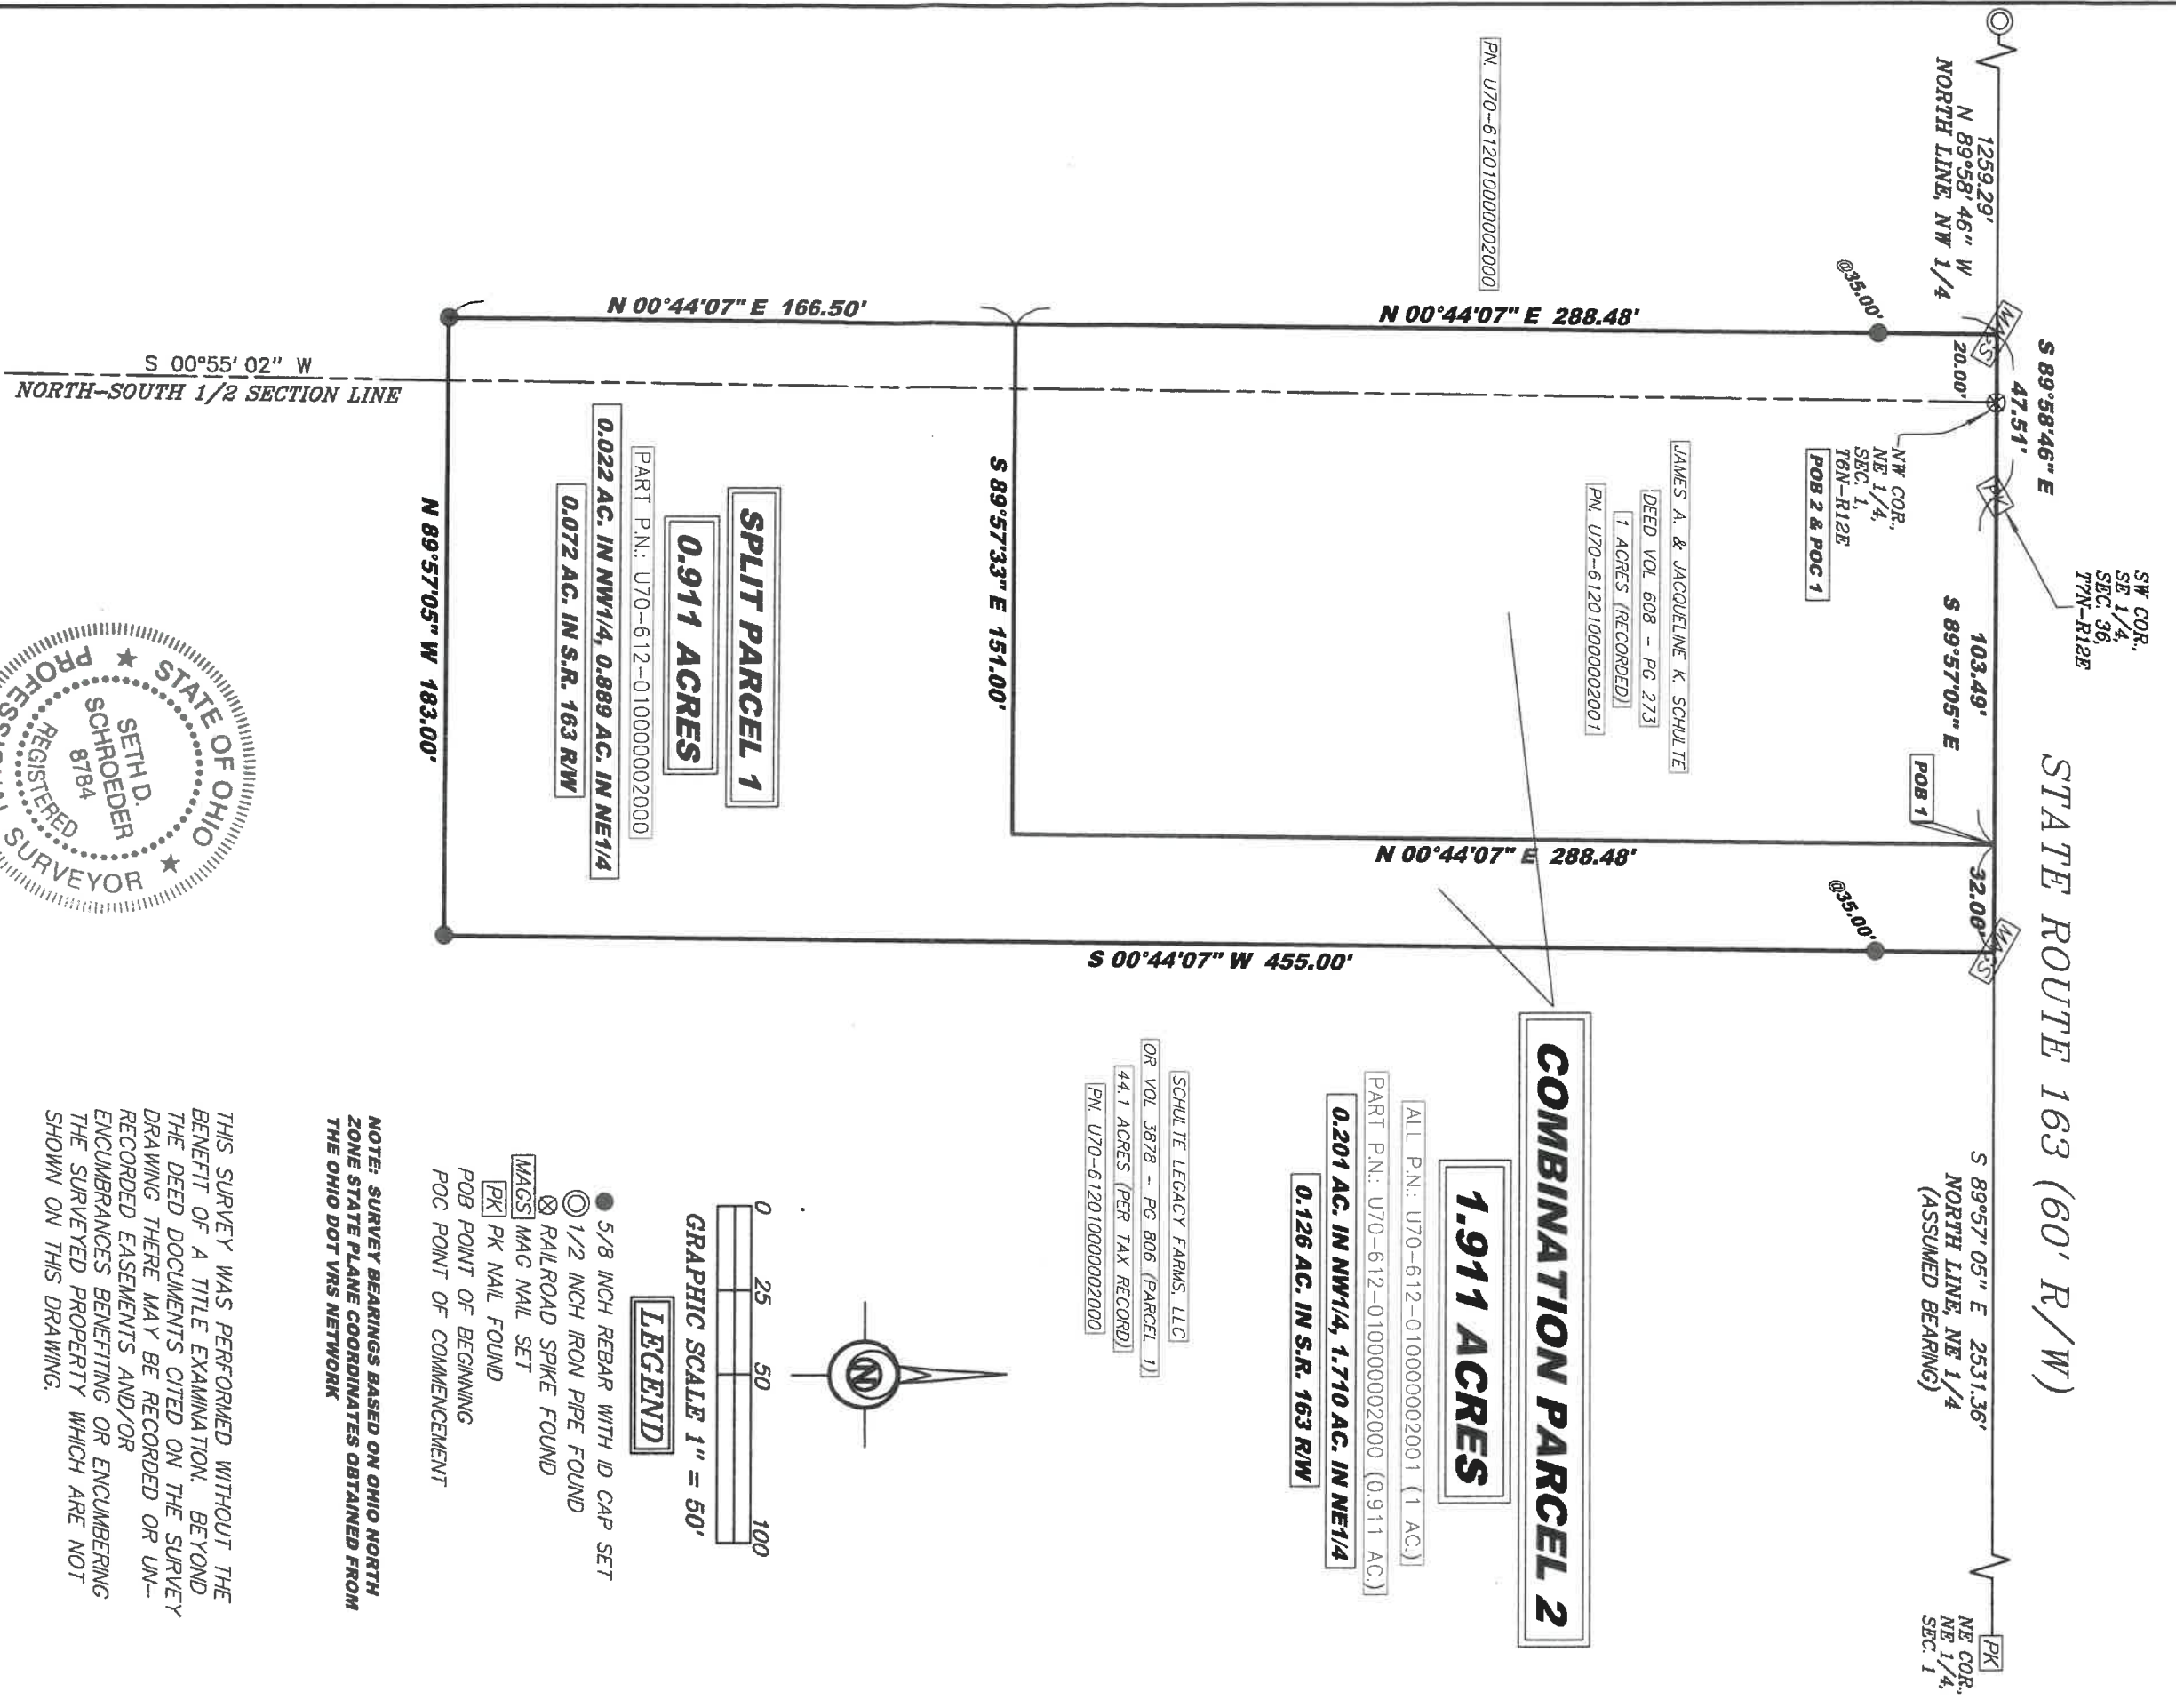 STATE ROUTE 163 (60' R/W)
SW COR.,
SE 1/4,
SEC. 36,
T7N-R12E
S 89°58'46" E
47.51'
20.00'
103.49'
S 89°57'05" E
32.00'
1259.29'
N 89°58'46" W
NORTH LINE, NW 1/4
S 89°57'05" E 2531.36'
NORTH LINE, NE 1/4
(ASSUMED BEARING)
PK
NE COR.,
NE 1/4,
SEC. 1
MAGS
PK
MAGS
@35.00'
@35.00'
NW COR.,
NE 1/4,
SEC. 1,
T6N-R12E
POB 2 & POC 1
POB 1
JAMES A. & JACQUELINE K. SCHULTE
DEED VOL 608 - PG 273
1 ACRES (RECORDED)
PN. U70-61201000002001
PN. U70-61201000002000
N 00°44'07" E 288.48'
N 00°44'07" E 288.48'
COMBINATION PARCEL 2
1.911 ACRES
ALL P.N.: U70-612-01000002001 (1 AC.)
PART P.N.: U70-612-01000002000 (0.911 AC.)
0.201 AC. IN NW1/4, 1.710 AC. IN NE1/4
0.126 AC. IN S.R. 163 R/W
SCHULTE LEGACY FARMS, LLC
OR VOL 3878 - PG 806 (PARCEL 1)
44.1 ACRES (PER TAX RECORD)
PN. U70-61201000002000
S 00°44'07" W 455.00'
S 89°57'33" E 151.00'
N 00°44'07" E 166.50'
SPLIT PARCEL 1
0.911 ACRES
PART P.N.: U70-612-01000002000
0.022 AC. IN NW1/4, 0.889 AC. IN NE1/4
0.072 AC. IN S.R. 163 R/W
N 89°57'05" W 183.00'
S 00°55'02" W
NORTH-SOUTH 1/2 SECTION LINE
N
0 25 50 100
GRAPHIC SCALE 1" = 50'
LEGEND
5/8 INCH REBAR WITH ID CAP SET
1/2 INCH IRON PIPE FOUND
RAILROAD SPIKE FOUND
MAGS MAG NAIL SET
PK PK NAIL FOUND
POB POINT OF BEGINNING
POC POINT OF COMMENCEMENT
NOTE: SURVEY BEARINGS BASED ON OHIO NORTH
ZONE STATE PLANE COORDINATES OBTAINED FROM
THE OHIO DOT VRS NETWORK
THIS SURVEY WAS PERFORMED WITHOUT THE
BENEFIT OF A TITLE EXAMINATION. BEYOND
THE DEED DOCUMENTS CITED ON THE SURVEY
DRAWING THERE MAY BE RECORDED OR UN-
RECORDED EASEMENTS AND/OR
ENCUMBRANCES BENEFITING OR ENCUMBERING
THE SURVEYED PROPERTY WHICH ARE NOT
SHOWN ON THIS DRAWING.
STATE OF OHIO
SETH D.
SCHROEDER
8784
REGISTERED
SURVEYOR